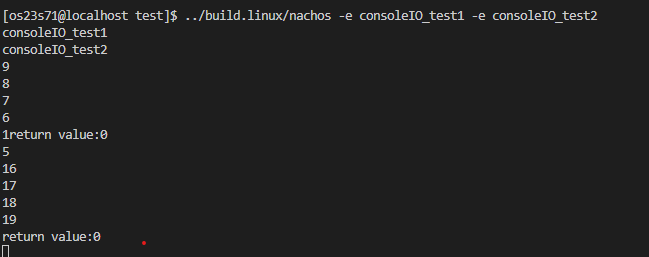 [os23s71@localhost test]$ ../build.linux/nachos -e consoleIO_test1 -e consoleIO_test2
consoleIO_test1
consoleIO_test2
9
8
7
6
1return value:0
5
16
17
18
19
return value:0